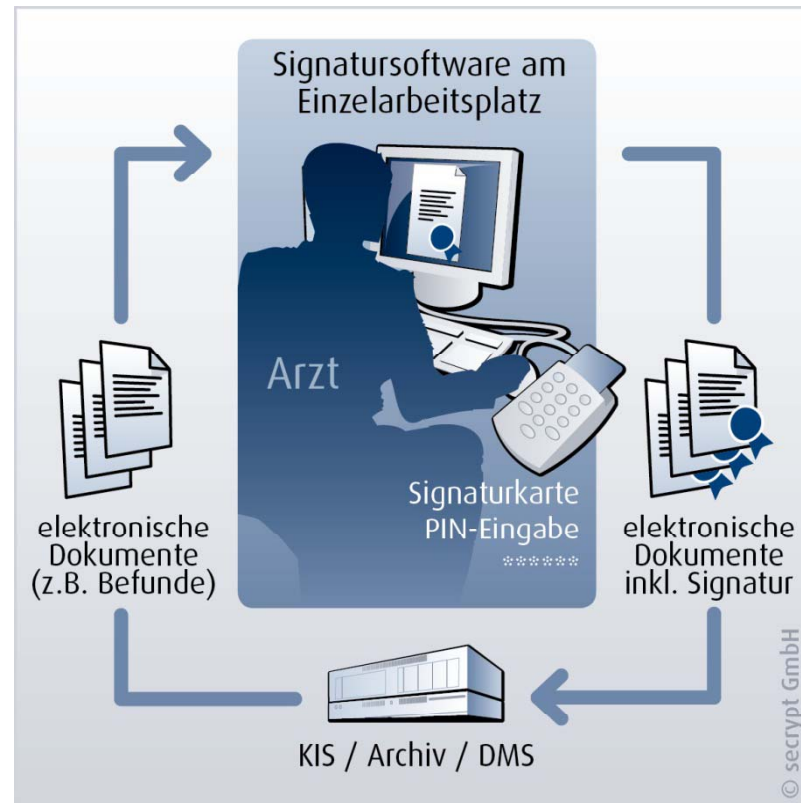 Signatursoftware am
Einzelarbeitsplatz
Arzt
Signaturkarte
PIN-Eingabe
******
elektronische
Dokumente
(z.B. Befunde)
elektronische
Dokumente
inkl. Signatur
KIS / Archiv / DMS
© secrypt GmbH